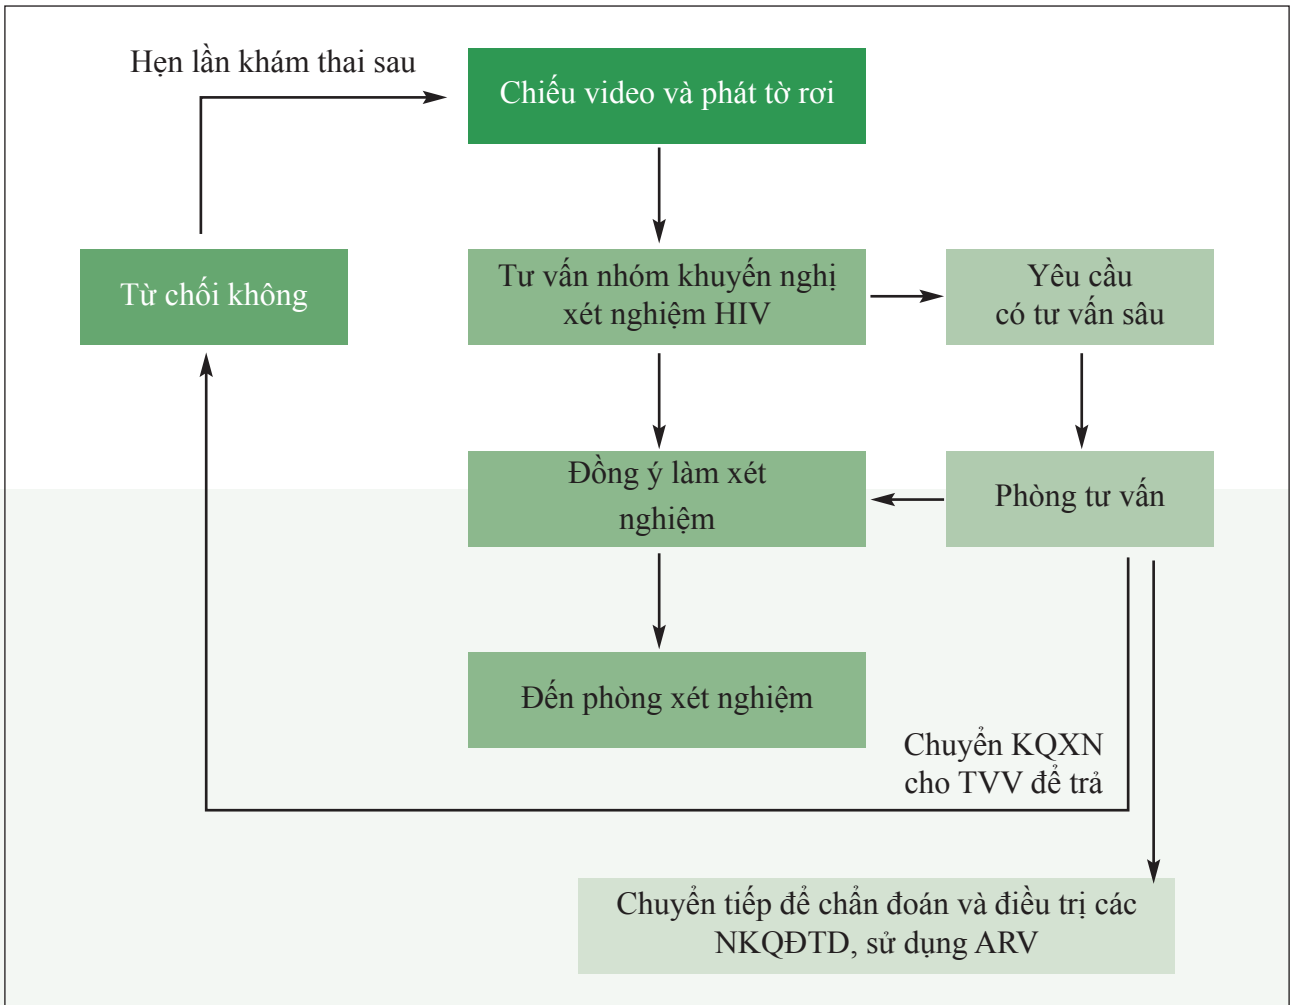 Hẹn lần khám thai sau
Chiếu video và phát tờ rơi
Từ chối không
Tư vấn nhóm khuyến nghị
xét nghiệm HIV
Yêu cầu
có tư vấn sâu
Đồng ý làm xét
nghiệm
Phòng tư vấn
Đến phòng xét nghiệm
Chuyển KQXN
cho TVV để trả
Chuyển tiếp để chẩn đoán và điều trị các
NKQĐTD, sử dụng ARV